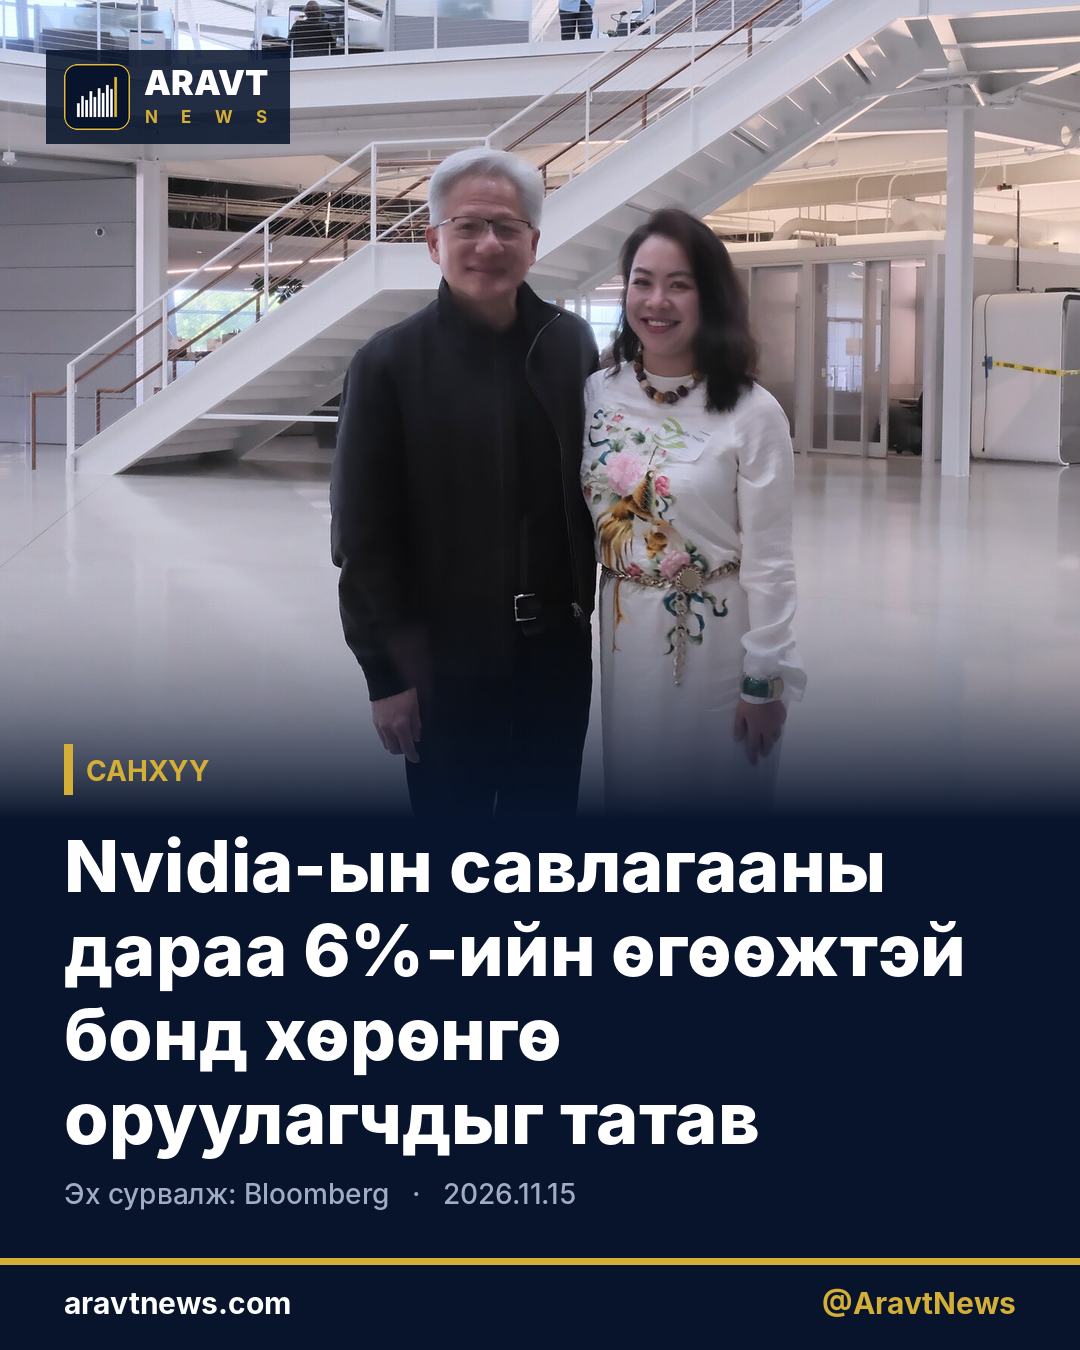 ARAVT
NEWS
САНХҮҮ
Nvidia-ын савлагааны
дараа 6%-ийн өгөөжтэй
бонд хөрөнгө
оруулагчдыг татав
Эх сурвалж: Bloomberg · 2026.11.15
aravtnews.com
@AravtNews